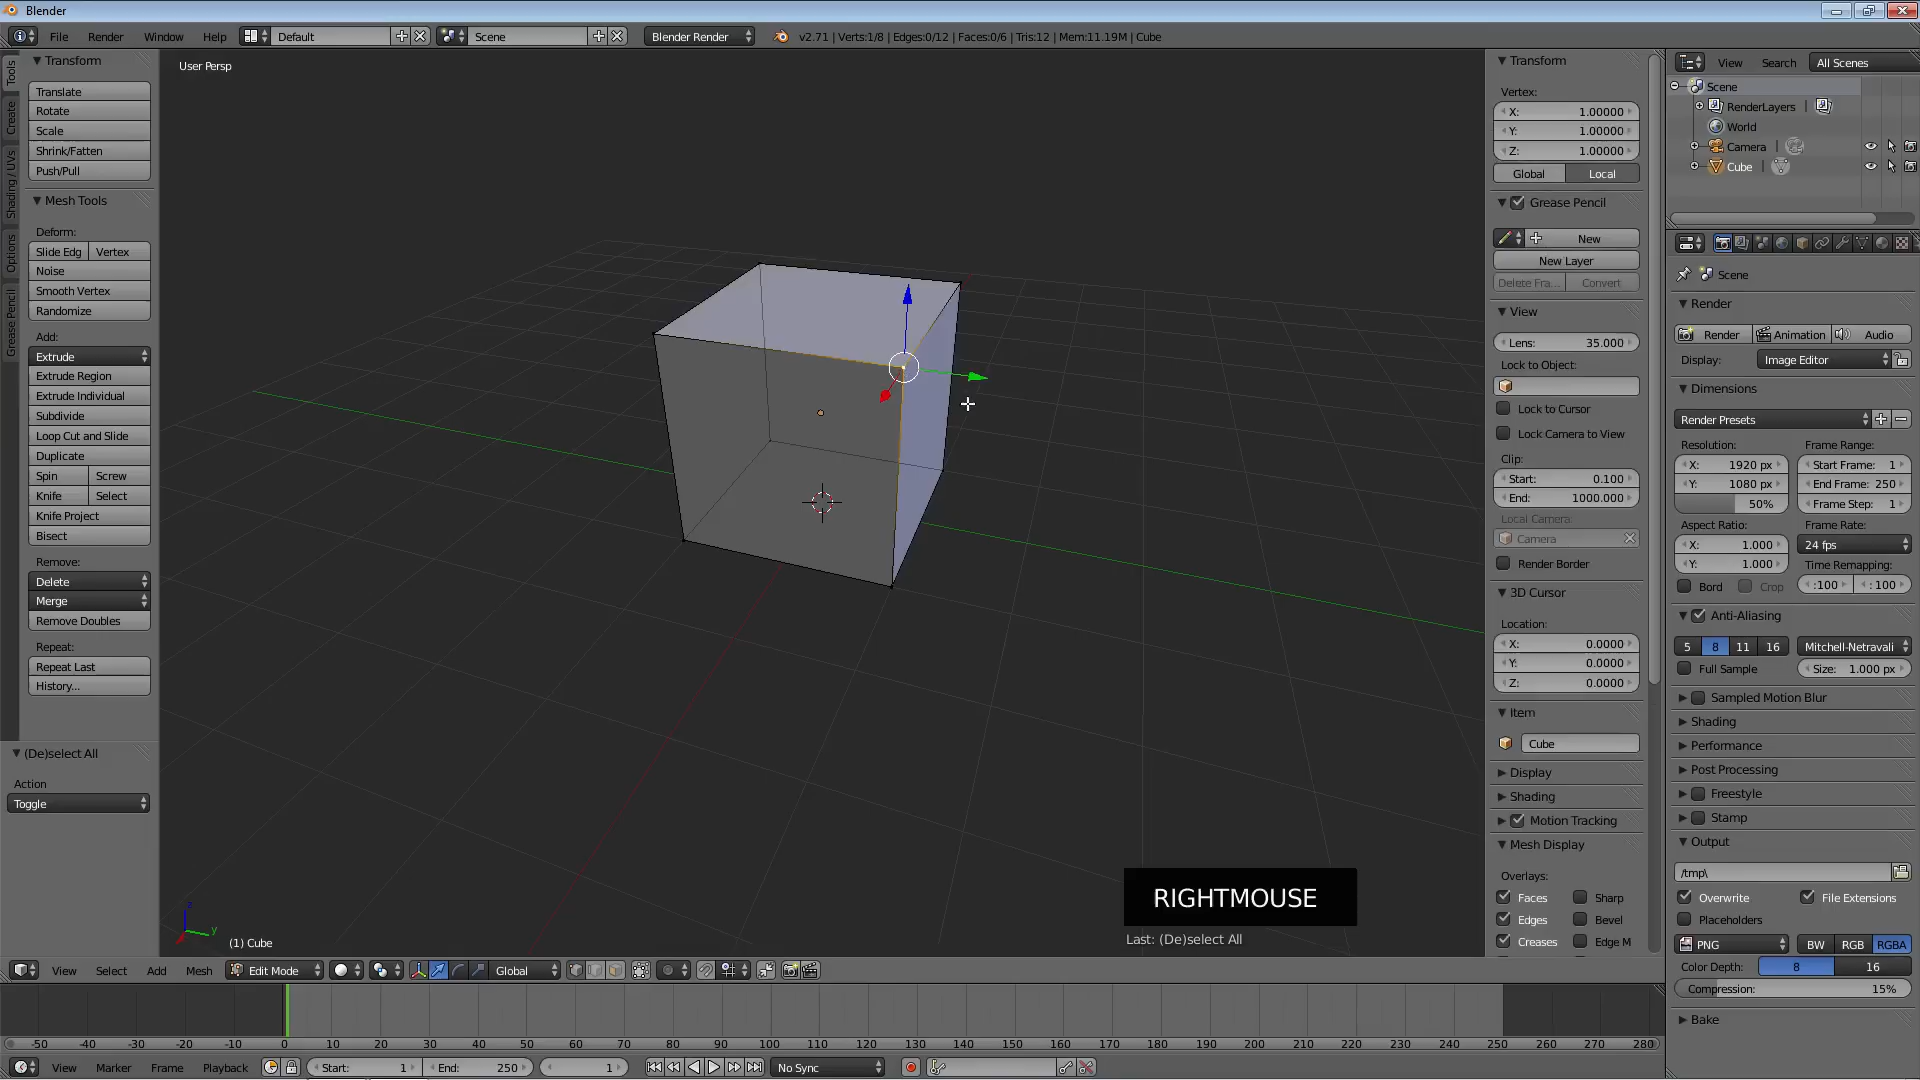 Blender
File Render Window Help Default Scene Blender Render v2.71 | Verts:1/8 | Edges:0/12 | Faces:0/6 | Tris:12 | Mem:11.19M | Cube
Tools
Create
Shading / UVs
Options
Grease Pencil
Transform
Translate
Rotate
Scale
Shrink/Fatten
Push/Pull
Mesh Tools
Deform:
Slide Edg Vertex
Noise
Smooth Vertex
Randomize
Add:
Extrude
Extrude Region
Extrude Individual
Subdivide
Loop Cut and Slide
Duplicate
Spin Screw
Knife Select
Knife Project
Bisect
Remove:
Delete
Merge
Remove Doubles
Repeat:
Repeat Last
History...
(De)select All
Action
Toggle
User Persp
z
y
(1) Cube
RIGHTMOUSE
Last: (De)select All
Transform
Vertex:
X: 1.00000
Y: 1.00000
Z: 1.00000
Global Local
Grease Pencil
New
New Layer
Delete Fra... Convert
View
Lens: 35.000
Lock to Object:
Lock to Cursor
Lock Camera to View
Clip:
Start: 0.100
End: 1000.000
Local Camera:
Camera
Render Border
3D Cursor
Location:
X: 0.0000
Y: 0.0000
Z: 0.0000
Item
Cube
Display
Shading
Motion Tracking
Mesh Display
Overlays:
Faces Sharp
Edges Bevel
Creases Edge M
View Search All Scenes
Scene
RenderLayers |
World
Camera |
Cube |
Scene
Render
Render Animation Audio
Display: Image Editor
Dimensions
Render Presets
Resolution: Frame Range:
X: 1920 px Start Frame: 1
Y: 1080 px End Frame: 250
50% Frame Step: 1
Aspect Ratio: Frame Rate:
X: 1.000 24 fps
Y: 1.000 Time Remapping:
Bord Crop :100 :100
Anti-Aliasing
5 8 11 16 Mitchell-Netravali
Full Sample Size: 1.000 px
Sampled Motion Blur
Shading
Performance
Post Processing
Freestyle
Stamp
Output
/tmp\
Overwrite File Extensions
Placeholders
PNG BW RGB RGBA
Color Depth: 8 16
Compression: 15%
Bake
View Select Add Mesh Edit Mode Global
-50 -40 -30 -20 -10 0 10 20 30 40 50 60 70 80 90 100 110 120 130 140 150 160 170 180 190 200 210 220 230 240 250 260 270 280
View Marker Frame Playback Start: 1 End: 250 1 No Sync